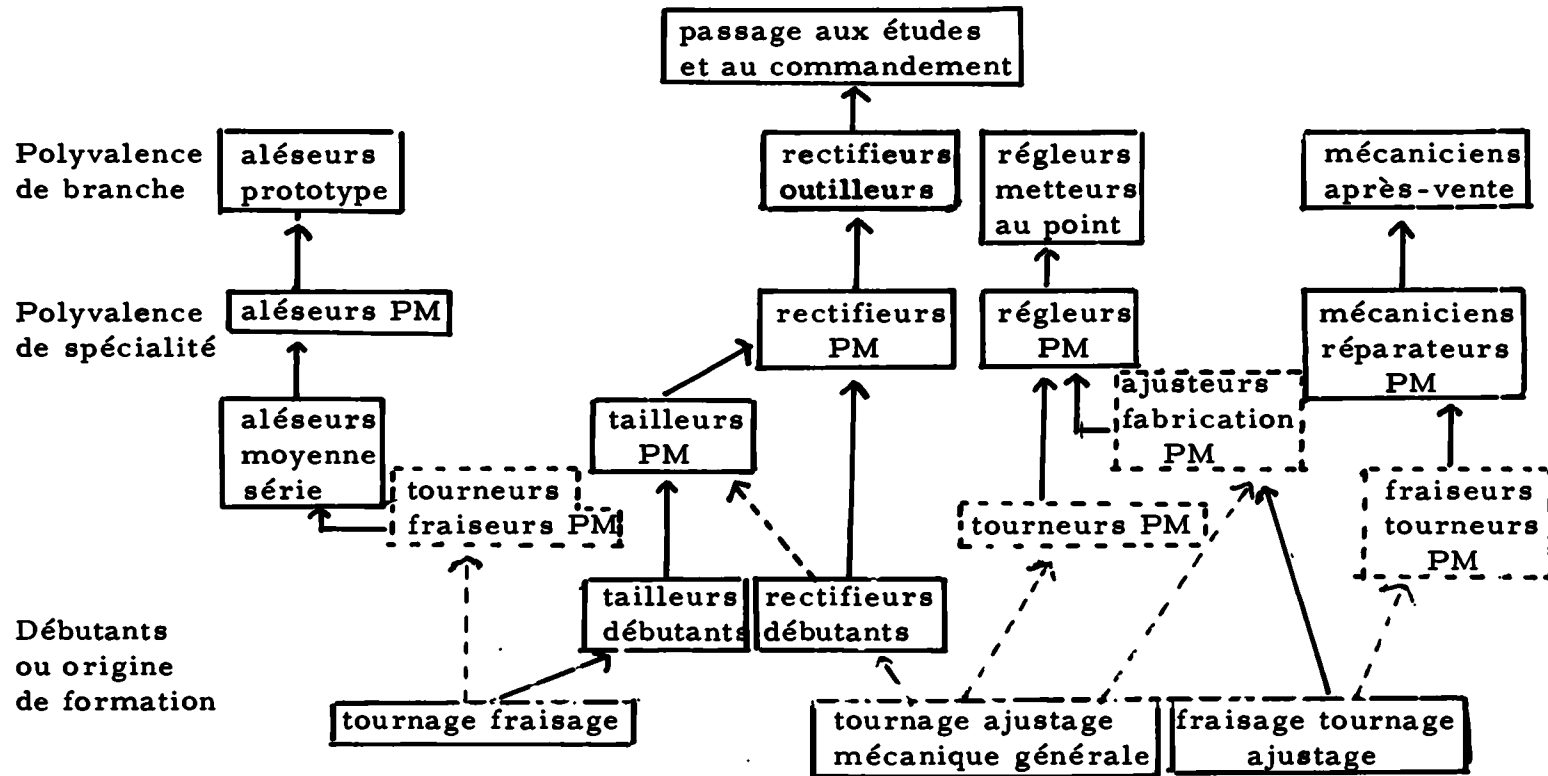 passage aux études
et au commandement
Polyvalence
de branche
aléseurs
prototype
rectifieurs
outilleurs
régleurs
metteurs
au point
mécaniciens
après-vente
Polyvalence
de spécialité
aléseurs PM
rectifieurs
PM
régleurs
PM
mécaniciens
réparateurs
PM
aléseurs
moyenne
série
tailleurs
PM
ajusteurs
fabrication
PM
tourneurs
fraiseurs PM
tourneurs PM
fraiseurs
tourneurs
PM
Débutants
ou origine
de formation
tailleurs
débutants
rectifieurs
débutants
tournage fraisage
tournage ajustage
mécanique générale
fraisage tournage
ajustage